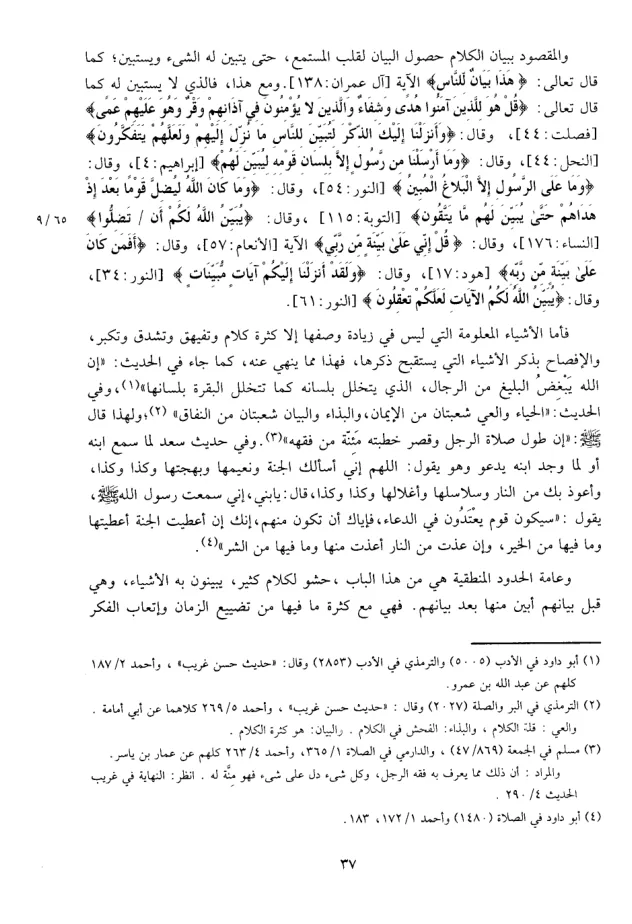 والمقصود ببيان الكلام حصول البيان لقلب المستمع، حتى يتبين له الشىء ويستبين؛ كما
قال تعالى: ﴿ هَذَا بَيَانٌ لِّلنَّاسِ﴾ الآية [آل عمران:١٣٨].ومع هذا، فالذي لا يستبين له كما
قال تعالى: ﴿قُلْ هُوَ لِلَّذِينَ آمَنُوا هُدًى وَشِفَاءٌ وَالَّذِينَ لا يُؤْمِنُونَ فِي آذَانِهِمْ وَقْرٌ وَهُوَ عَلَيْهِمْ عَمًى﴾
[فصلت:٤٤]، وقال:﴿وَأَنزَلْنَا إِلَيْكَ الذِّكْرَ لِتُبَيِّنَ لِلنَّاسِ مَا نُزِّلَ إِلَيْهِمْ وَلَعَلَّهُمْ يَتَفَكَّرُونَ﴾
[النحل:٤٤]، وقال: ﴿وَمَا أَرْسَلْنَا مِن رَّسُولٍ إِلاَّ بِلِسَانِ قَوْمِهِ لِيُبَيِّنَ لَهُمْ﴾ [إبراهيم:٤]، وقال:
﴿وَمَا عَلَى الرَّسُولِ إِلاَّ الْبَلاغُ الْمُبِينُ ﴾ [النور:٥٤]، وقال: ﴿وَمَا كَانَ اللَّهُ لِيُضِلَّ قَوْمًا بَعْدَ إِذْ
هَدَاهُمْ حَتَّىٰ يُبَيِّنَ لَهُم مَّا يَتَّقُونَ﴾ [التوبة:١١٥] ،وقال: ﴿يُبَيِّنُ اللَّهُ لَكُمْ أَن / تَضِلُّوا﴾ ٩/٦٥
[النساء:١٧٦]، وقال: ﴿ قُلْ إِنِّي عَلَىٰ بَيِّنَةٍ مِّن رَّبِّي﴾ الآية [الأنعام:٥٧]، وقال: ﴿أَفَمَن كَانَ
عَلَىٰ بَيِّنَةٍ مِّن رَّبِّهِ﴾ [هود:١٧]، وقال: ﴿وَلَقَدْ أَنزَلْنَا إِلَيْكُمْ آيَاتٍ مُّبَيِّنَاتٍ ﴾ [النور:٣٤]،
وقال:﴿يُبَيِّنُ اللَّهُ لَكُمُ الآيَاتِ لَعَلَّكُمْ تَعْقِلُونَ ﴾ [النور:٦١].
فأما الأشياء المعلومة التي ليس في زيادة وصفها إلا كثرة كلام وتفيهق وتشدق وتكبر،
والإفصاح بذكر الأشياء التي يستقبح ذكرها، فهذا مما ينهي عنه، كما جاء في الحديث: «إن
الله يَبْغِضُ البليغ من الرجال، الذي يتخلل بلسانه كما تتخلل البقرة بلسانها»(١)،وفي
الحديث:«الحياء والعي شعبتان من الإيمان،والبذاء والبيان شعبتان من النفاق» (٢)؛ولهذا قال
ﷺ:«إن طول صلاة الرجل وقصر خطبته مَئِنَّة من فقهه»(٣).وفي حديث سعد لما سمع ابنه
أو لما وجد ابنه يدعو وهو يقول: اللهم إني أسألك الجنة ونعيمها وبهجتها وكذا وكذا،
وأعوذ بك من النار وسلاسلها وأغلالها وكذا وكذا،قال:يابني،إني سمعت رسول اللهﷺ،
يقول :«سيكون قوم يعْتَدُون في الدعاء،فإياك أن تكون منهم،إنك إن أعطيت الجنة أعطيتها
وما فيها من الخير، وإن عذت من النار أعذت منها وما فيها من الشر»(٤).
وعامة الحدود المنطقية هي من هذا الباب ،حشو لكلام كثير، يبينون به الأشياء، وهي
قبل بيانهم أبين منها بعد بيانهم. فهي مع كثرة ما فيها من تضييع الزمان وإتعاب الفكر
(١) أبو داود في الأدب (٥٠٠٥) والترمذي في الأدب (٢٨٥٣) وقال: «حديث حسن غريب» ، وأحمد ٢/ ١٨٧
كلهم عن عبد الله بن عمرو.
(٢) الترمذي في البر والصلة (٢٠٢٧) وقال : «حديث حسن غريب» ، وأحمد ٥/ ٢٦٩ كلاهما عن أبي أمامة .
والعي : قلة الكلام ، والبذاء: الفحش في الكلام . والبيان: هو كثرة الكلام .
(٣) مسلم في الجمعة (٤٧/٨٦٩) ، والدارمي في الصلاة ١/ ٣٦٥، وأحمد ٤/ ٢٦٣ كلهم عن عمار بن ياسر.
والمراد : أن ذلك مما يعرف به فقه الرجل، وكل شىء دل على شىء فهو مئِنَّة له . انظر: النهاية في غريب
الحديث ٤/ ٢٩٠ .
(٤) أبو داود في الصلاة (١٤٨٠) وأحمد ١/ ١٧٢، ١٨٣ .
٣٧